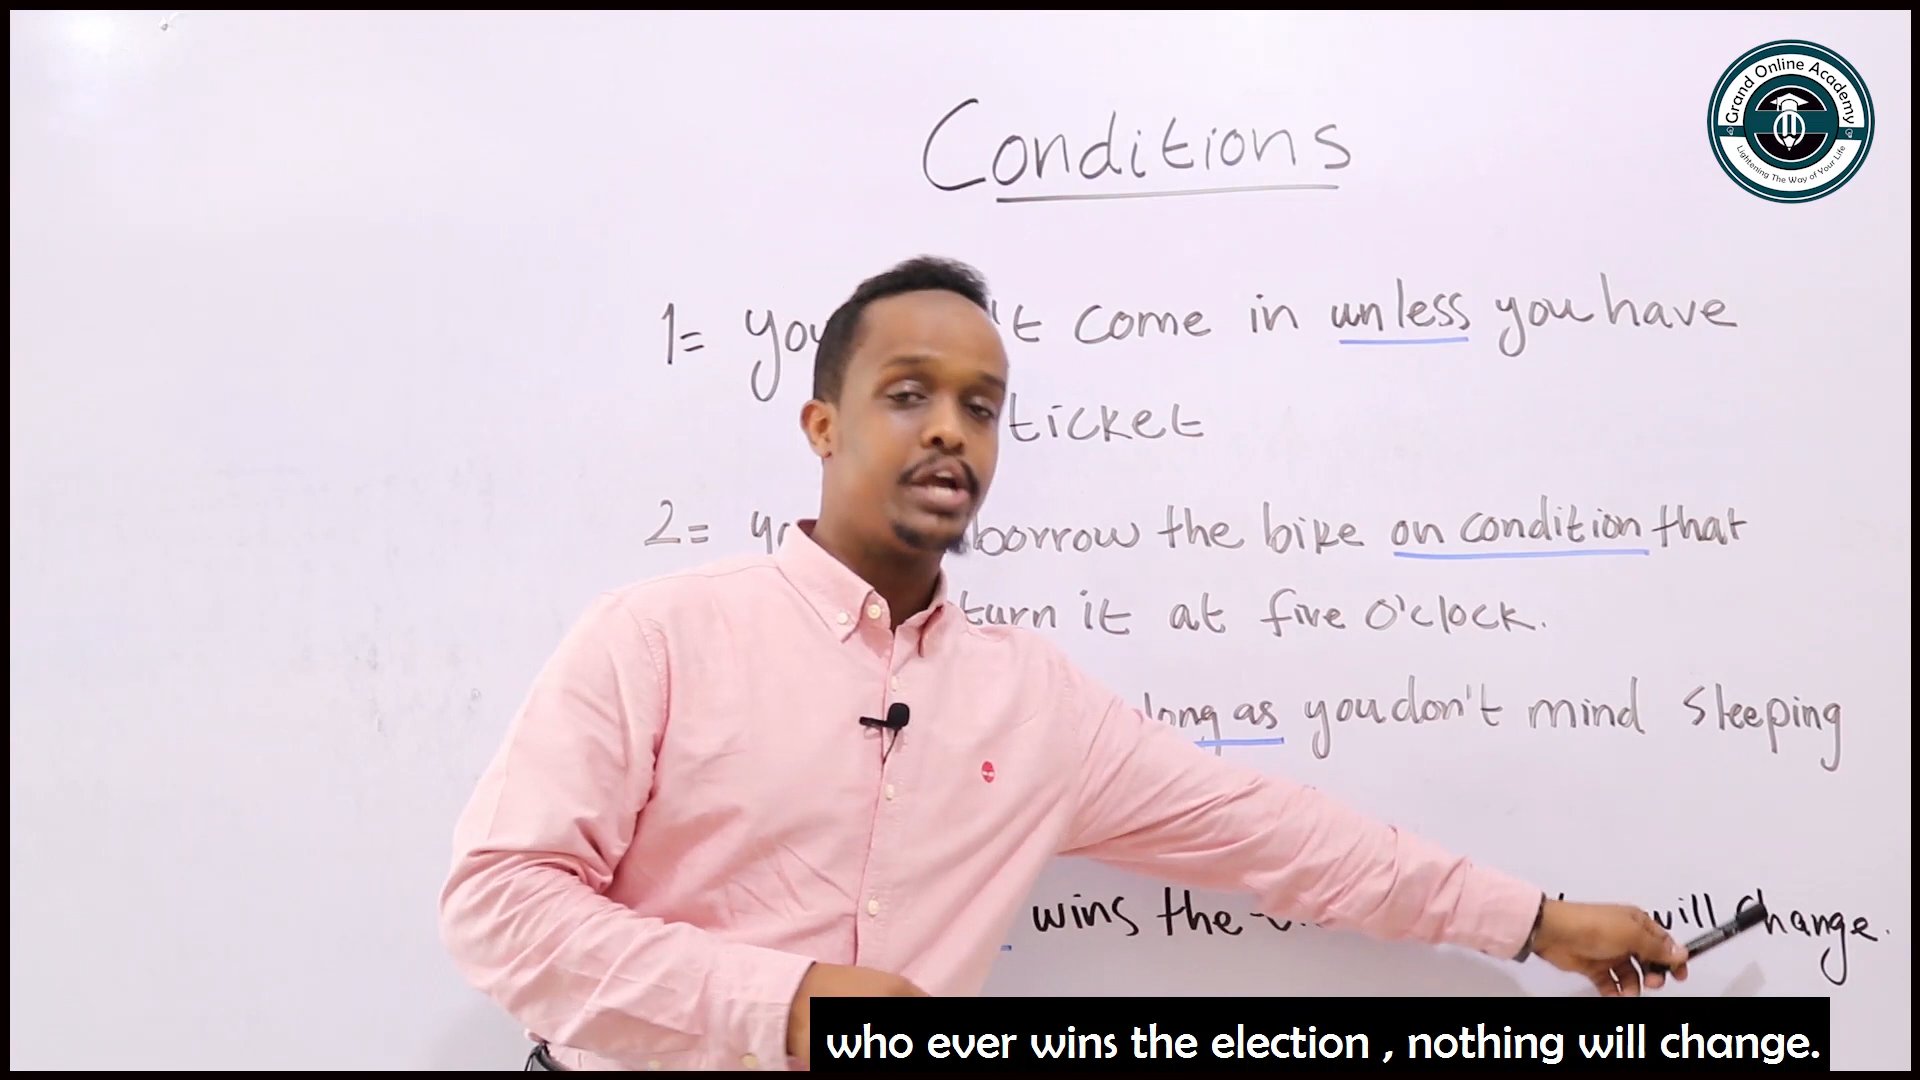 Grand Online Academy
Lightening The Way of Your Life
Conditions
1= you 't come in unless you have
ticket
2= borrow the bike on condition that
turn it at five o'clock.
long as you don't mind sleeping
wins the will change.
who ever wins the election , nothing will change.